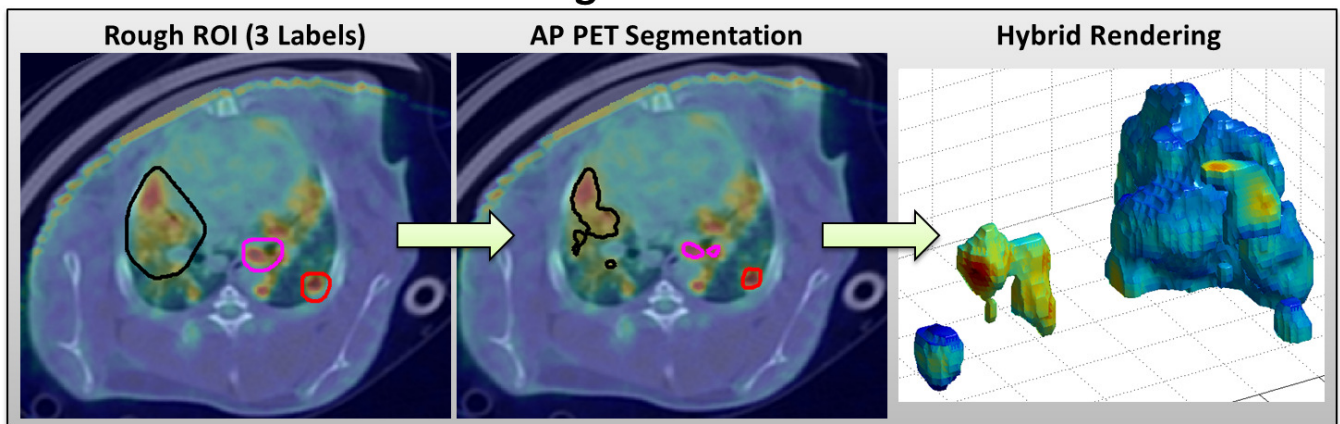 Rough ROI (3 Labels)
AP PET Segmentation
Hybrid Rendering